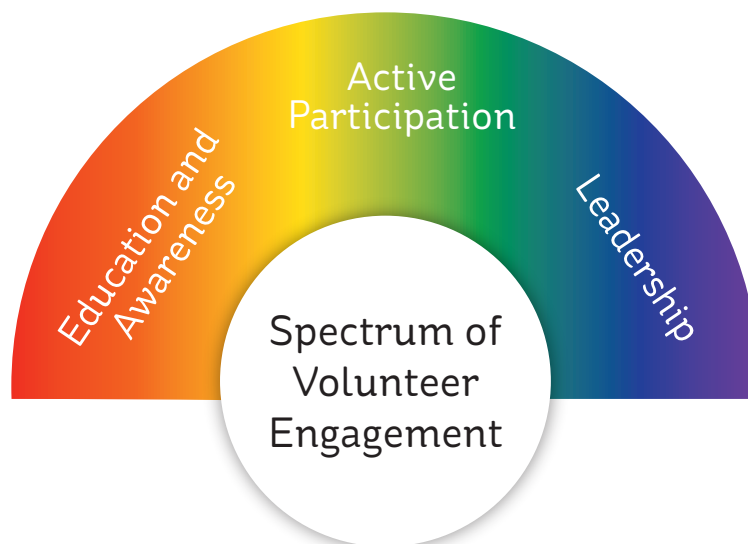 Education and
Awareness
Active
Participation
Leadership
Spectrum of
Volunteer
Engagement